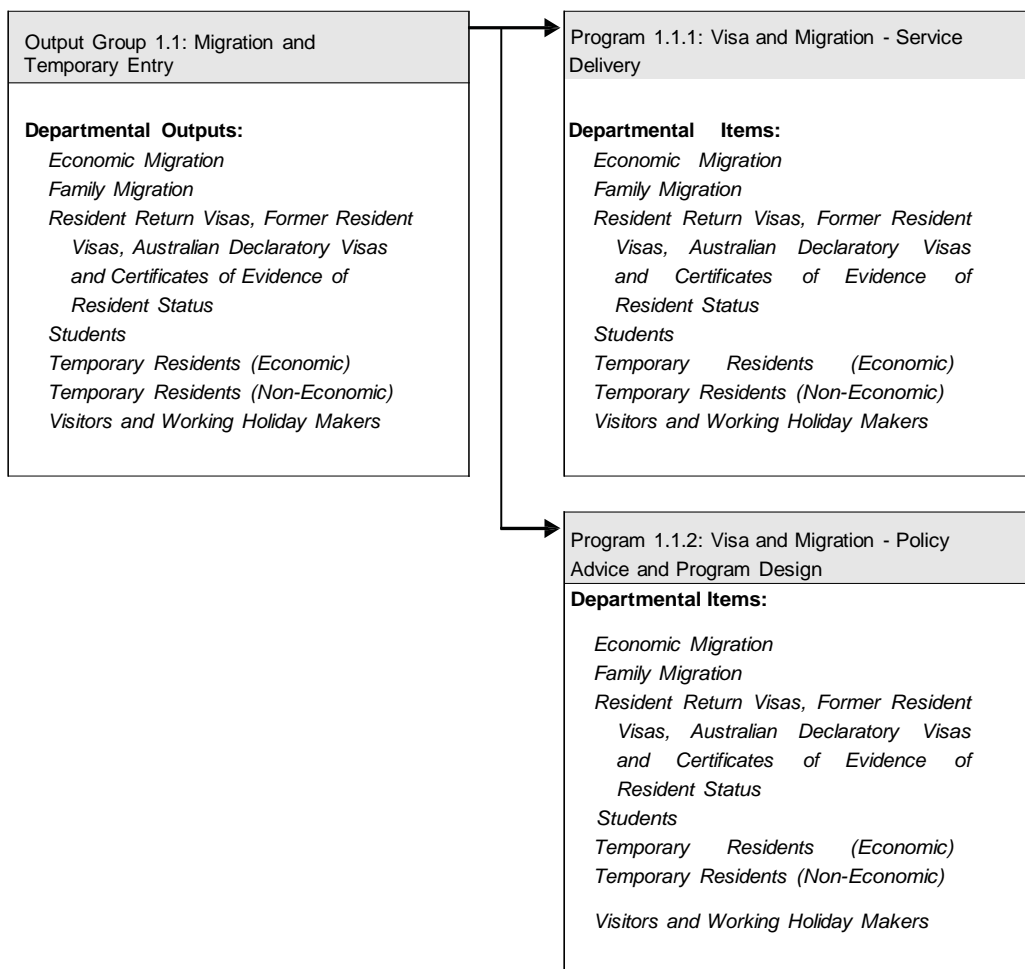 Output Group 1.1: Migration and
Temporary Entry
Departmental Outputs:
Economic Migration
Family Migration
Resident Return Visas, Former Resident
Visas, Australian Declaratory Visas
and Certificates of Evidence of
Resident Status
Students
Temporary Residents (Economic)
Temporary Residents (Non-Economic)
Visitors and Working Holiday Makers
Program 1.1.1: Visa and Migration - Service
Delivery
Departmental Items:
Economic Migration
Family Migration
Resident Return Visas, Former Resident
Visas, Australian Declaratory Visas
and Certificates of Evidence of
Resident Status
Students
Temporary Residents (Economic)
Temporary Residents (Non-Economic)
Visitors and Working Holiday Makers
Program 1.1.2: Visa and Migration - Policy
Advice and Program Design
Departmental Items:
Economic Migration
Family Migration
Resident Return Visas, Former Resident
Visas, Australian Declaratory Visas
and Certificates of Evidence of
Resident Status
Students
Temporary Residents (Economic)
Temporary Residents (Non-Economic)
Visitors and Working Holiday Makers